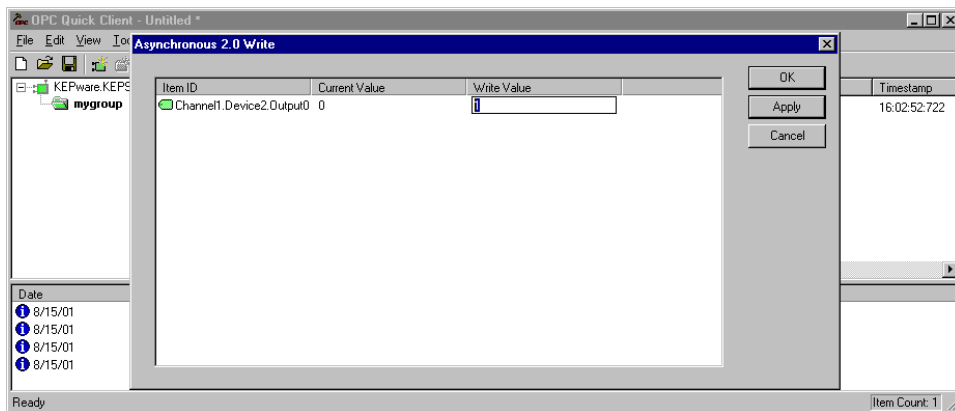 OPC Quick Client - Untitled *
File Edit View
Asynchronous 2.0 Write
KEPware.KEPS
mygroup
Item ID Current Value Write Value
Channel1.Device2.Output0 0 1
OK
Apply
Cancel
Timestamp
16:02:52:722
Date
8/15/01
8/15/01
8/15/01
8/15/01
Ready
Item Count: 1